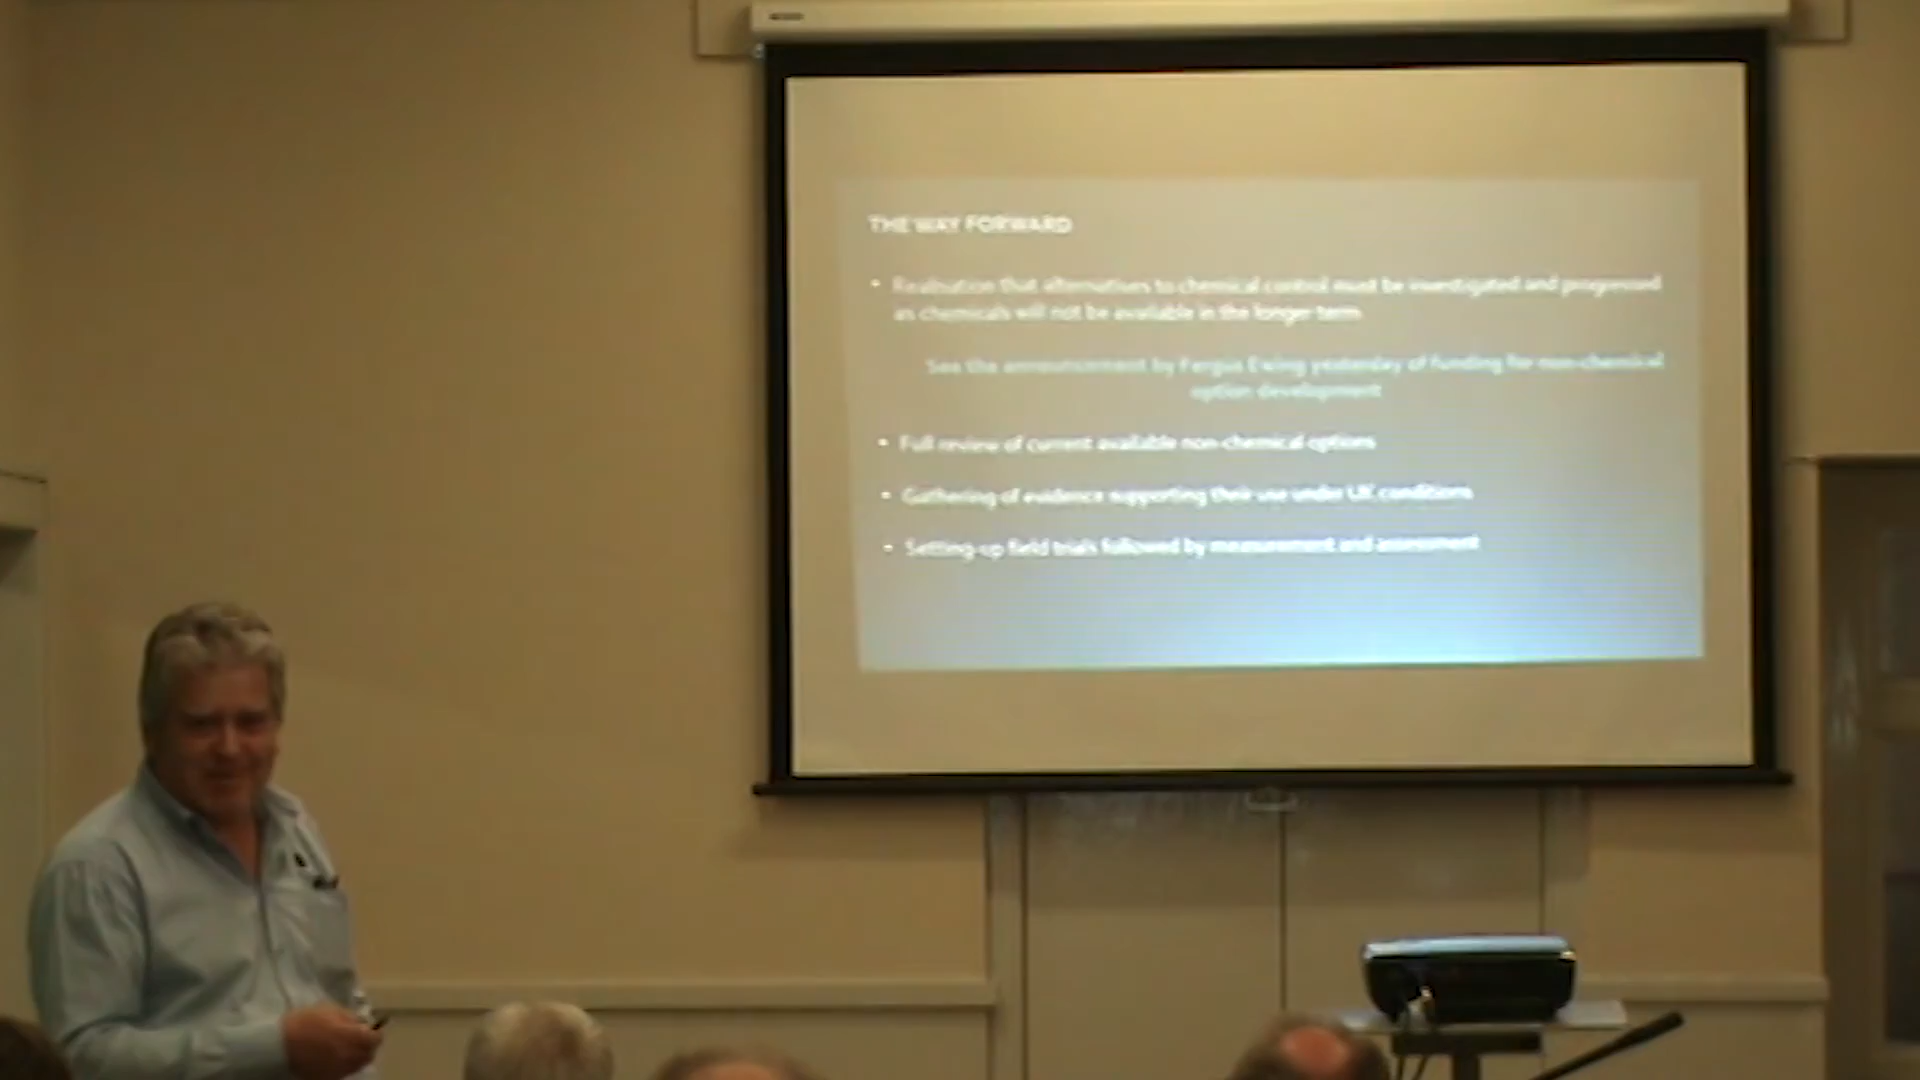 THE WAY FORWARD
• Realisation that alternatives to chemical control must be investigated and progressed
as chemicals will not be available in the longer term
See the announcement by Fergus Ewing yesterday of funding for non-chemical
option development
• Full review of current available non-chemical options
• Gathering of evidence supporting their use under UK conditions
• Setting-up field trials followed by measurement and assessment